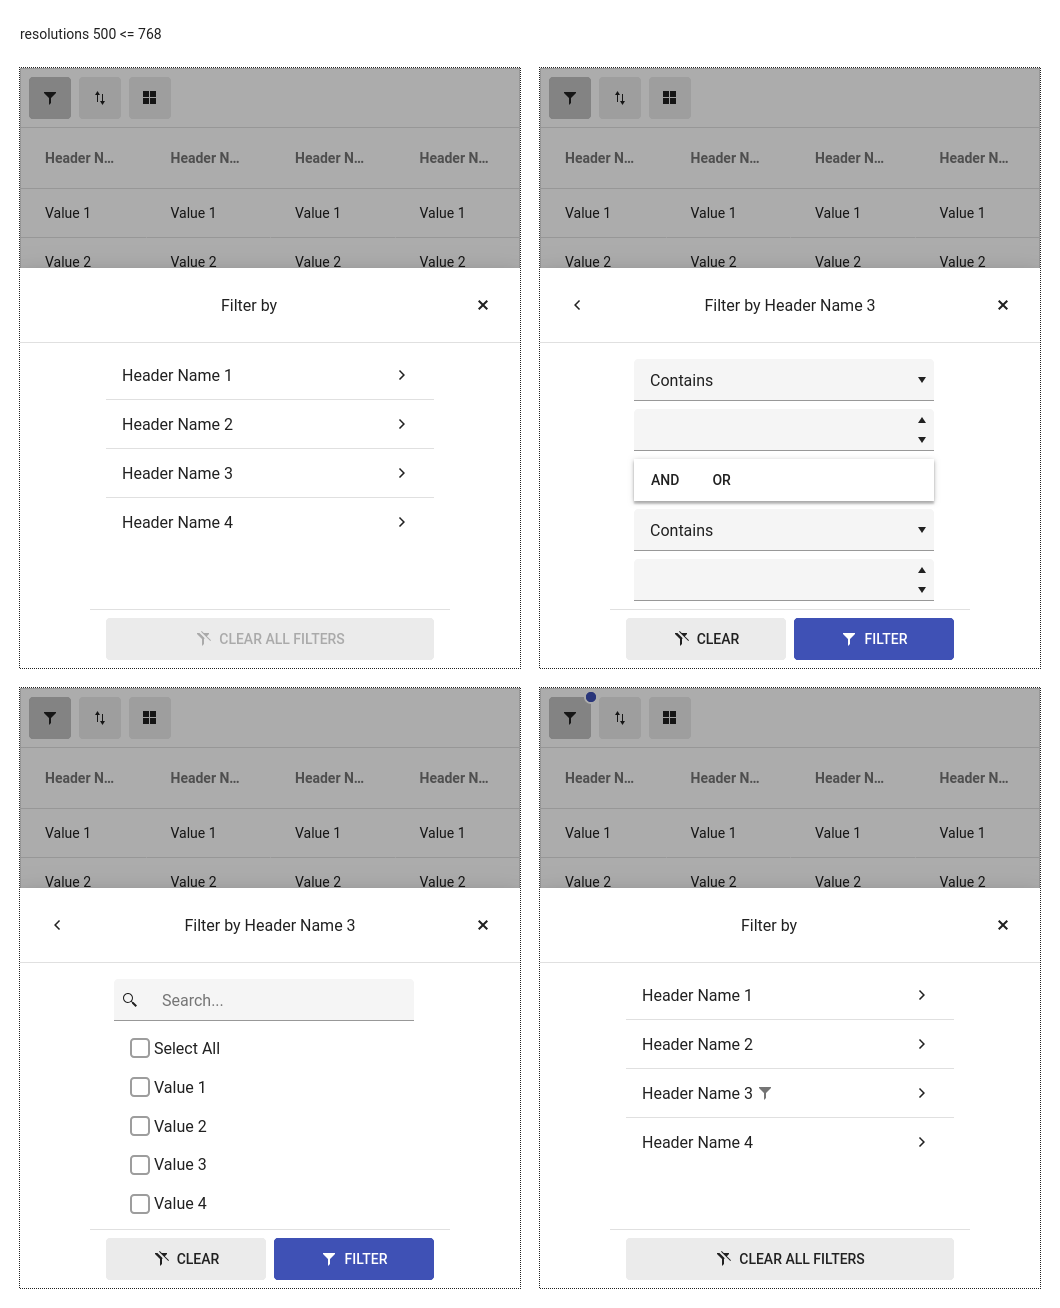 resolutions 500 <= 768
Header N... Header N... Header N... Header N...
Value 1 Value 1 Value 1 Value 1
Value 2 Value 2 Value 2 Value 2
Filter by
Header Name 1
Header Name 2
Header Name 3
Header Name 4
CLEAR ALL FILTERS
Header N... Header N... Header N... Header N...
Value 1 Value 1 Value 1 Value 1
Value 2 Value 2 Value 2 Value 2
Filter by Header Name 3
Contains
AND OR
Contains
CLEAR FILTER
Header N... Header N... Header N... Header N...
Value 1 Value 1 Value 1 Value 1
Value 2 Value 2 Value 2 Value 2
Filter by Header Name 3
Search...
Select All
Value 1
Value 2
Value 3
Value 4
CLEAR FILTER
Header N... Header N... Header N... Header N...
Value 1 Value 1 Value 1 Value 1
Value 2 Value 2 Value 2 Value 2
Filter by
Header Name 1
Header Name 2
Header Name 3
Header Name 4
CLEAR ALL FILTERS